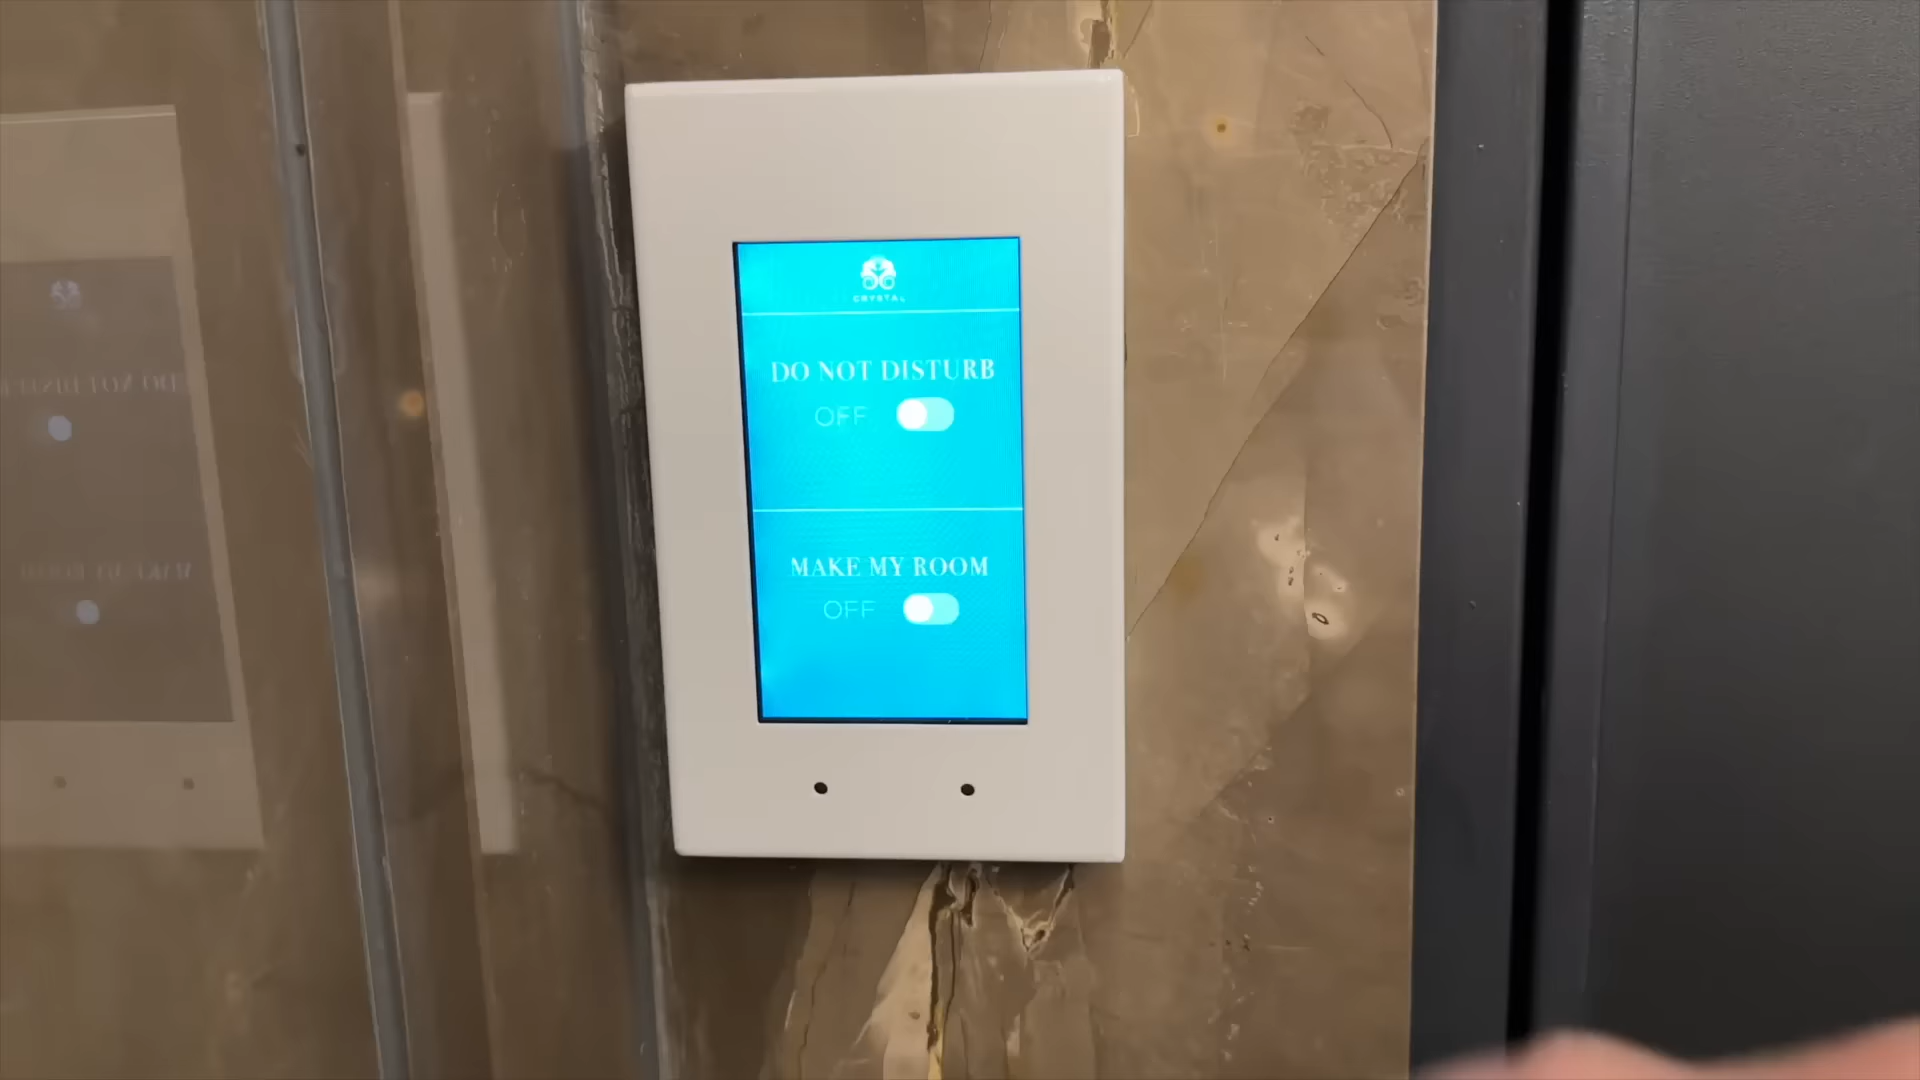 CRYSTAL
DO NOT DISTURB
OFF
MAKE MY ROOM
OFF